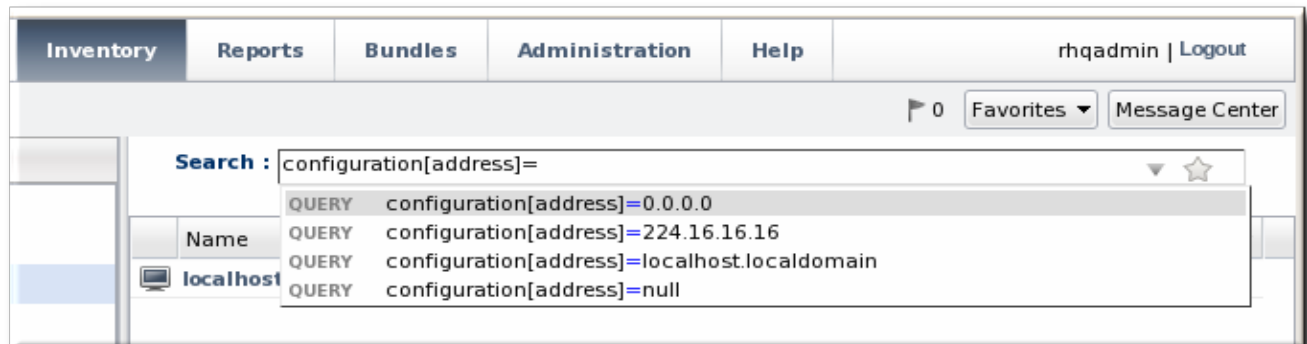 Inventory Reports Bundles Administration Help rhqadmin | Logout
0 Favorites Message Center
Search : configuration[address]=
QUERY configuration[address]=0.0.0.0
QUERY configuration[address]=224.16.16.16
QUERY configuration[address]=localhost.localdomain
QUERY configuration[address]=null
Name
localhost